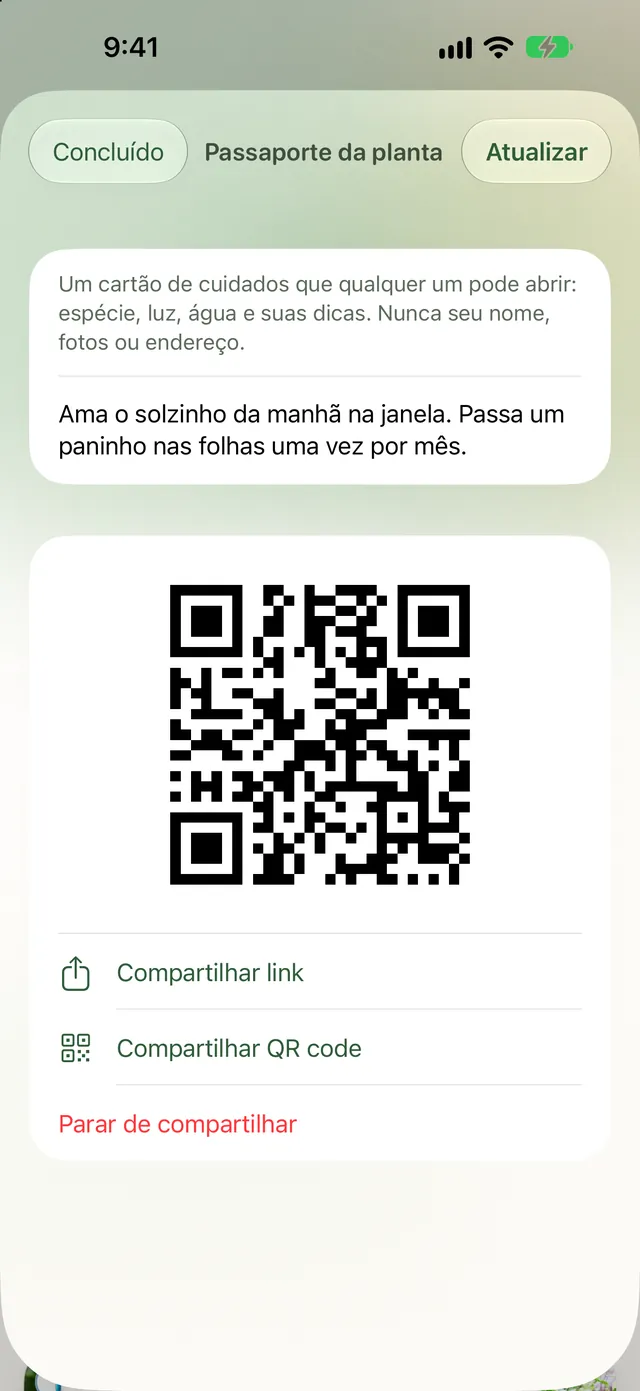 9:41
Concluído
Passaporte da planta
Atualizar
Um cartão de cuidados que qualquer um pode abrir:
espécie, luz, água e suas dicas. Nunca seu nome,
fotos ou endereço.
Ama o solzinho da manhã na janela. Passa um
paninho nas folhas uma vez por mês.
Compartilhar link
Compartilhar QR code
Parar de compartilhar